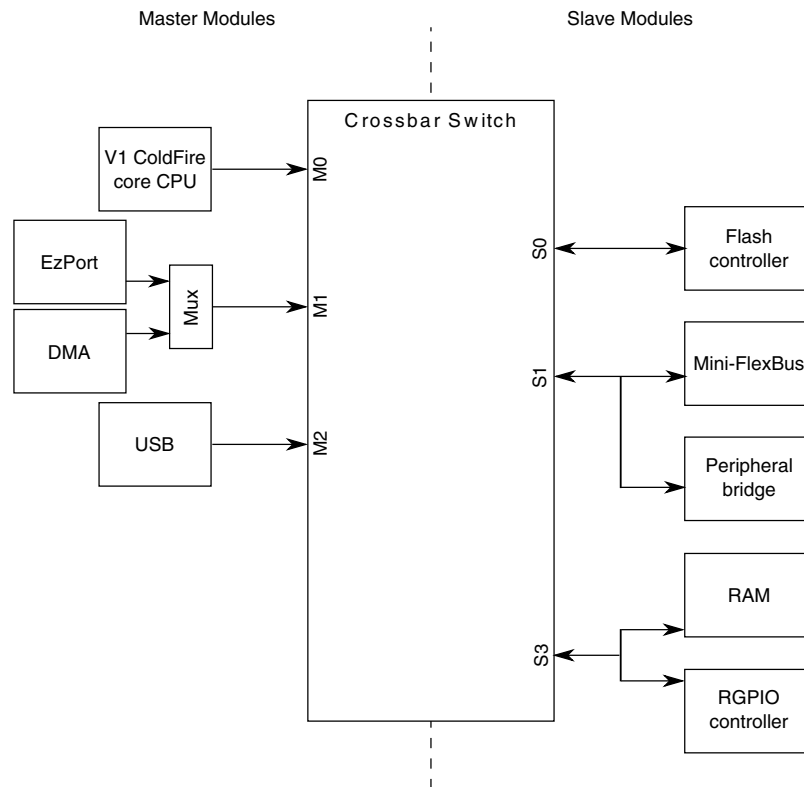 Master Modules
Slave Modules
Crossbar Switch
V1 ColdFire
core CPU
M0
EzPort
DMA
Mux
M1
USB
M2
S0
Flash
controller
S1
Mini-FlexBus
Peripheral
bridge
S3
RAM
RGPIO
controller